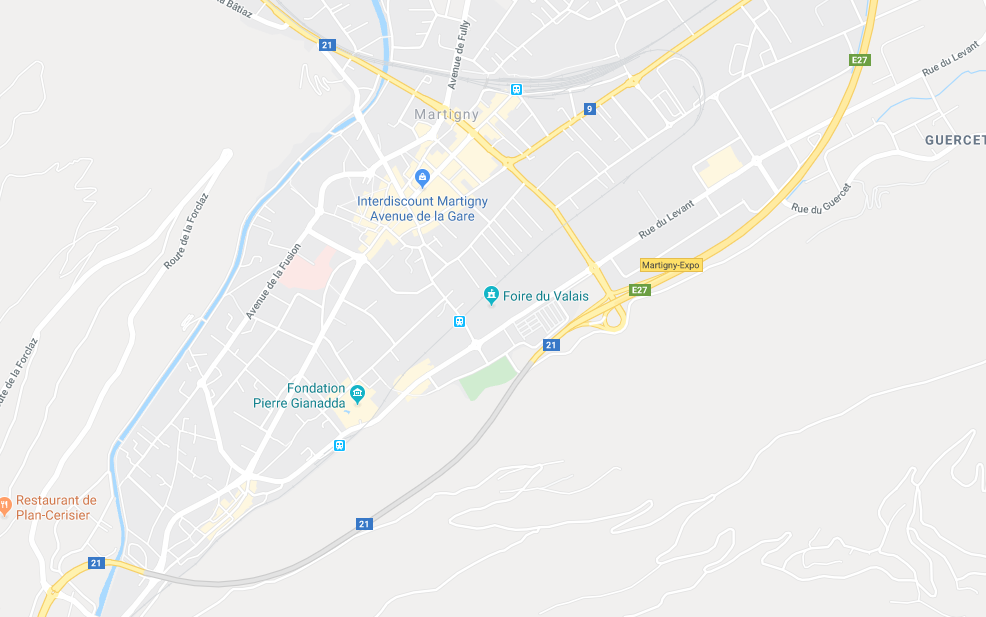 la Bâtiaz
21
Avenue de Fully
E27
Rue du Levant
9
Martigny
GUERCET
Interdiscount Martigny
Avenue de la Gare
Rue du Guercet
Route de la Forclaz
Rue du Levant
Avenue de la Fusion
Martigny-Expo
E27
Foire du Valais
21
ute de la Forclaz
Fondation
Pierre Gianadda
Restaurant de
Plan-Cerisier
21
21